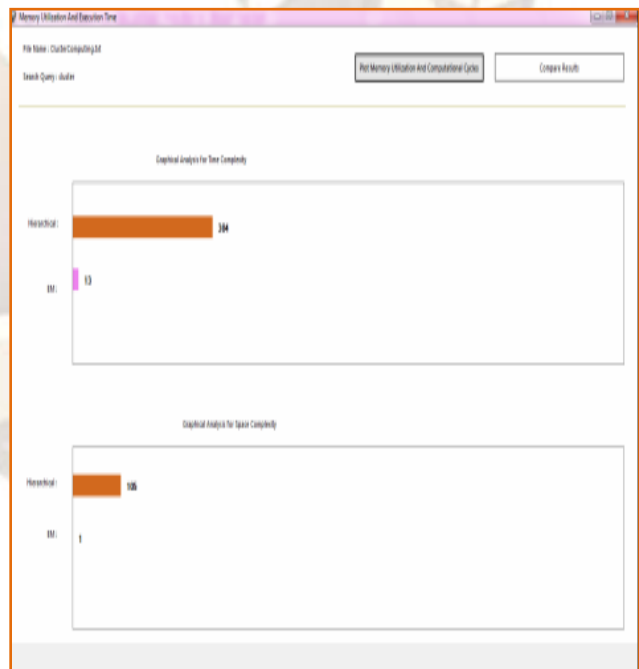 Memory Utilization And Execution Time
File Name : ClusterComputing.txt
Search Query : cluster
Plot Memory Utilization And Computational Cycles
Compare Results
Graphical Analysis for Time Complexity
Hierarchical :
384
EM :
13
Graphical Analysis for Space Complexity
Hierarchical :
105
EM :
1